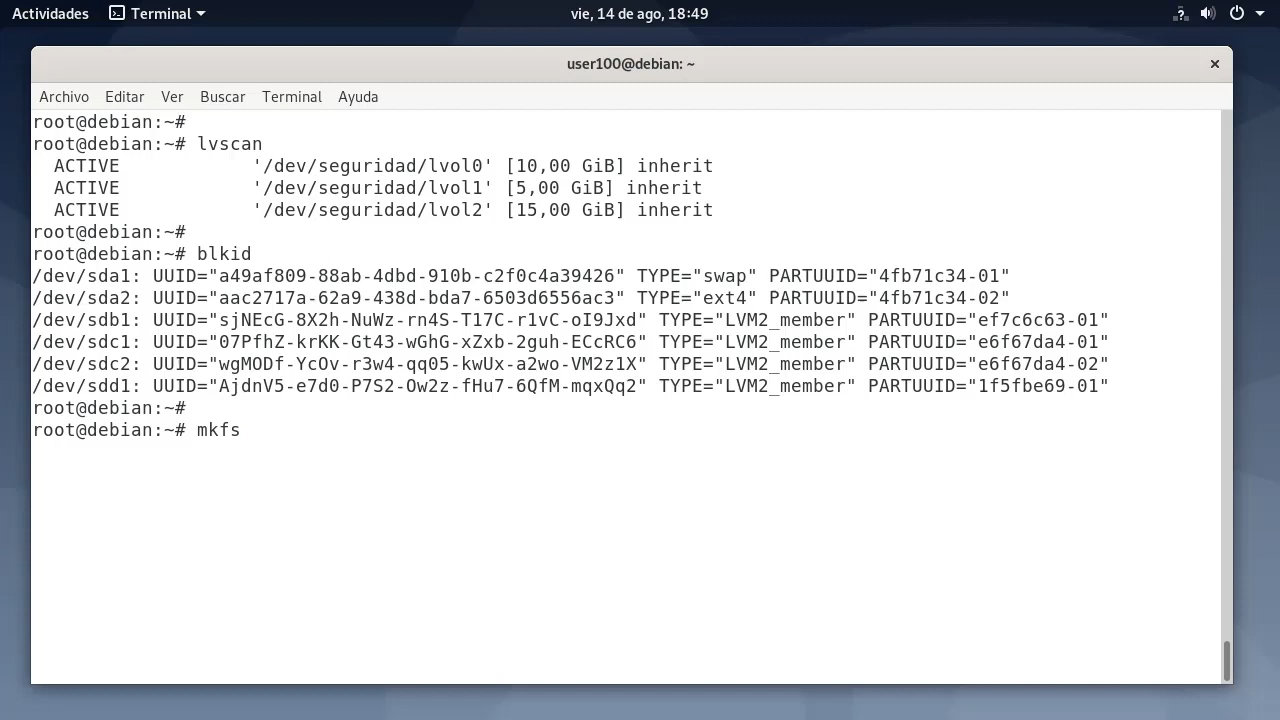 Actividades Terminal vie, 14 de ago, 18:49
user100@debian: ~
Archivo Editar Ver Buscar Terminal Ayuda
root@debian:~#
root@debian:~# lvscan
  ACTIVE            '/dev/seguridad/lvol0' [10,00 GiB] inherit
  ACTIVE            '/dev/seguridad/lvol1' [5,00 GiB] inherit
  ACTIVE            '/dev/seguridad/lvol2' [15,00 GiB] inherit
root@debian:~#
root@debian:~# blkid
/dev/sda1: UUID="a49af809-88ab-4dbd-910b-c2f0c4a39426" TYPE="swap" PARTUUID="4fb71c34-01"
/dev/sda2: UUID="aac2717a-62a9-438d-bda7-6503d6556ac3" TYPE="ext4" PARTUUID="4fb71c34-02"
/dev/sdb1: UUID="sjNEcG-8X2h-NuWz-rn4S-T17C-r1vC-oI9Jxd" TYPE="LVM2_member" PARTUUID="ef7c6c63-01"
/dev/sdc1: UUID="07PfhZ-krKK-Gt43-wGhG-xZxb-2guh-ECcRC6" TYPE="LVM2_member" PARTUUID="e6f67da4-01"
/dev/sdc2: UUID="wgMODf-YcOv-r3w4-qq05-kwUx-a2wo-VM2z1X" TYPE="LVM2_member" PARTUUID="e6f67da4-02"
/dev/sdd1: UUID="AjdnV5-e7d0-P7S2-Ow2z-fHu7-6QfM-mqxQq2" TYPE="LVM2_member" PARTUUID="1f5fbe69-01"
root@debian:~#
root@debian:~# mkfs